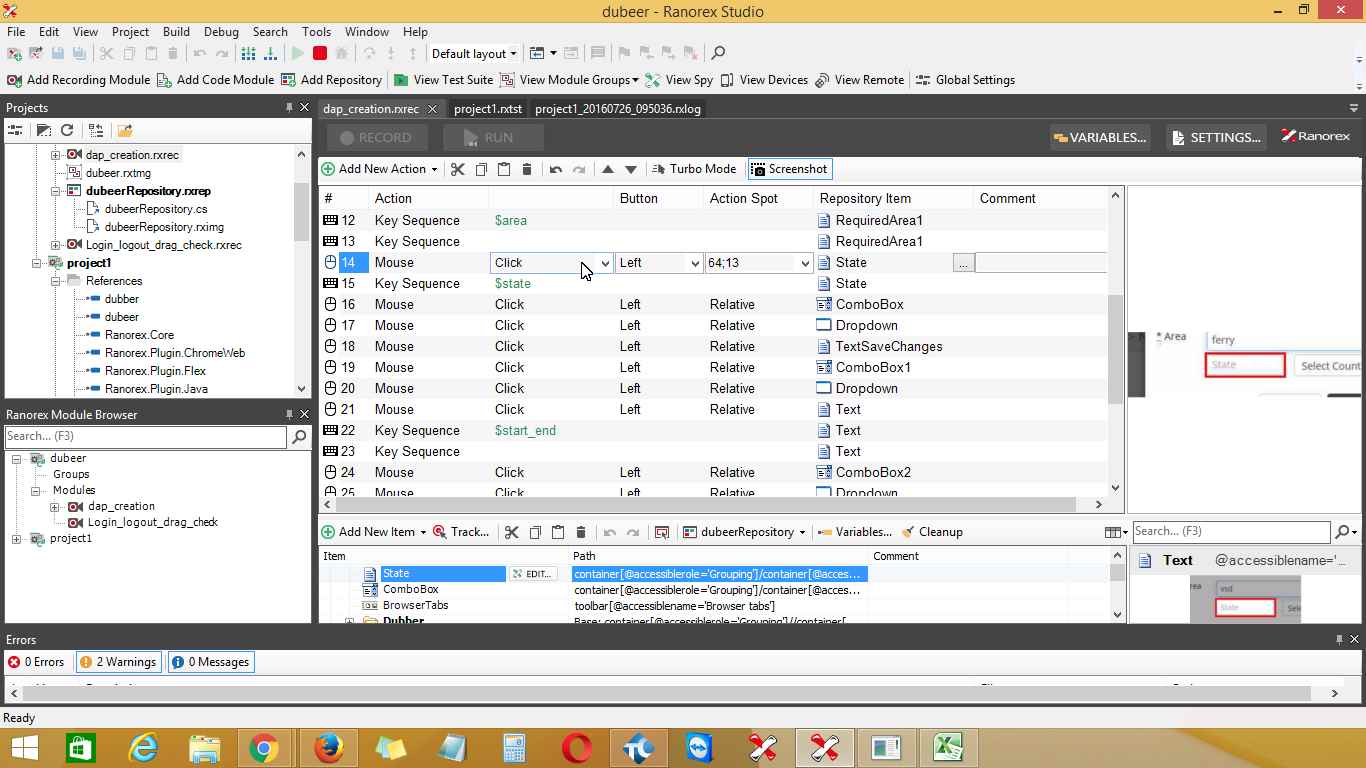 dubeer - Ranorex Studio
File Edit View Project Build Debug Search Tools Window Help
Default layout
Add Recording Module Add Code Module Add Repository View Test Suite View Module Groups View Spy View Devices View Remote Global Settings
Projects
dap_creation.rxrec
dubeer.rxtmg
dubeerRepository.rxrep
dubeerRepository.cs
dubeerRepository.rximg
Login_logout_drag_check.rxrec
project1
References
dubber
dubeer
Ranorex.Core
Ranorex.Plugin.ChromeWeb
Ranorex.Plugin.Flex
Ranorex.Plugin.Java
Ranorex Module Browser
Search... (F3)
dubeer
Groups
Modules
dap_creation
Login_logout_drag_check
project1
dap_creation.rxrec project1.rxtst project1_20160726_095036.rxlog
RECORD RUN VARIABLES... SETTINGS... Ranorex
Add New Action Turbo Mode Screenshot
# Action Button Action Spot Repository Item Comment
12 Key Sequence $area RequiredArea1
13 Key Sequence RequiredArea1
14 Mouse Click Left 64;13 State ...
15 Key Sequence $state State
16 Mouse Click Left Relative ComboBox
17 Mouse Click Left Relative Dropdown
18 Mouse Click Left Relative TextSaveChanges
19 Mouse Click Left Relative ComboBox1
20 Mouse Click Left Relative Dropdown
21 Mouse Click Left Relative Text
22 Key Sequence $start_end Text
23 Key Sequence Text
24 Mouse Click Left Relative ComboBox2
25 Mouse Click Left Relative Dropdown
* Area ferry
State Select Count
Add New Item Track... dubeerRepository Variables... Cleanup
Item Path Comment
State EDIT... container[@accessiblerole='Grouping']/container[@acces...
ComboBox container[@accessiblerole='Grouping']/container[@acces...
BrowserTabs toolbar[@accessiblename='Browser tabs']
Dubber Base: container[@accessiblerole='Grouping']//container[
Search... (F3)
Text @accessiblename='...
rea vsd
State Sele
Errors
0 Errors 2 Warnings 0 Messages
Ready